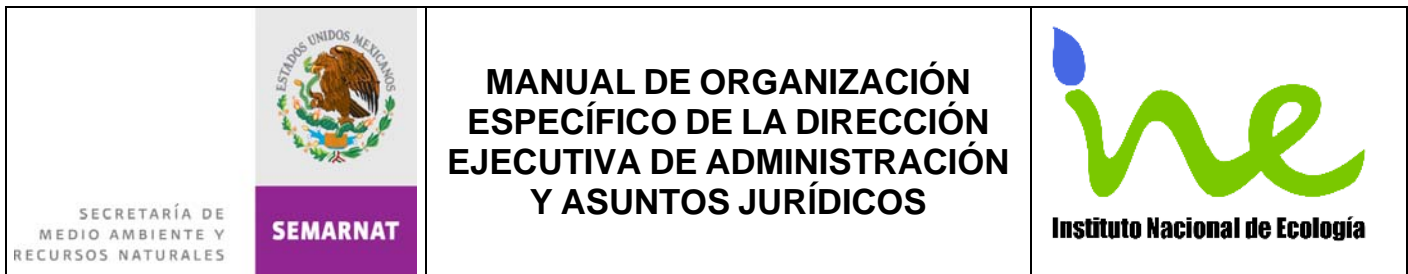 ESTADOS UNIDOS MEXICANOS
SECRETARÍA DE
MEDIO AMBIENTE Y
RECURSOS NATURALES
SEMARNAT
MANUAL DE ORGANIZACIÓN
ESPECÍFICO DE LA DIRECCIÓN
EJECUTIVA DE ADMINISTRACIÓN
Y ASUNTOS JURÍDICOS
ine
Instituto Nacional de Ecología